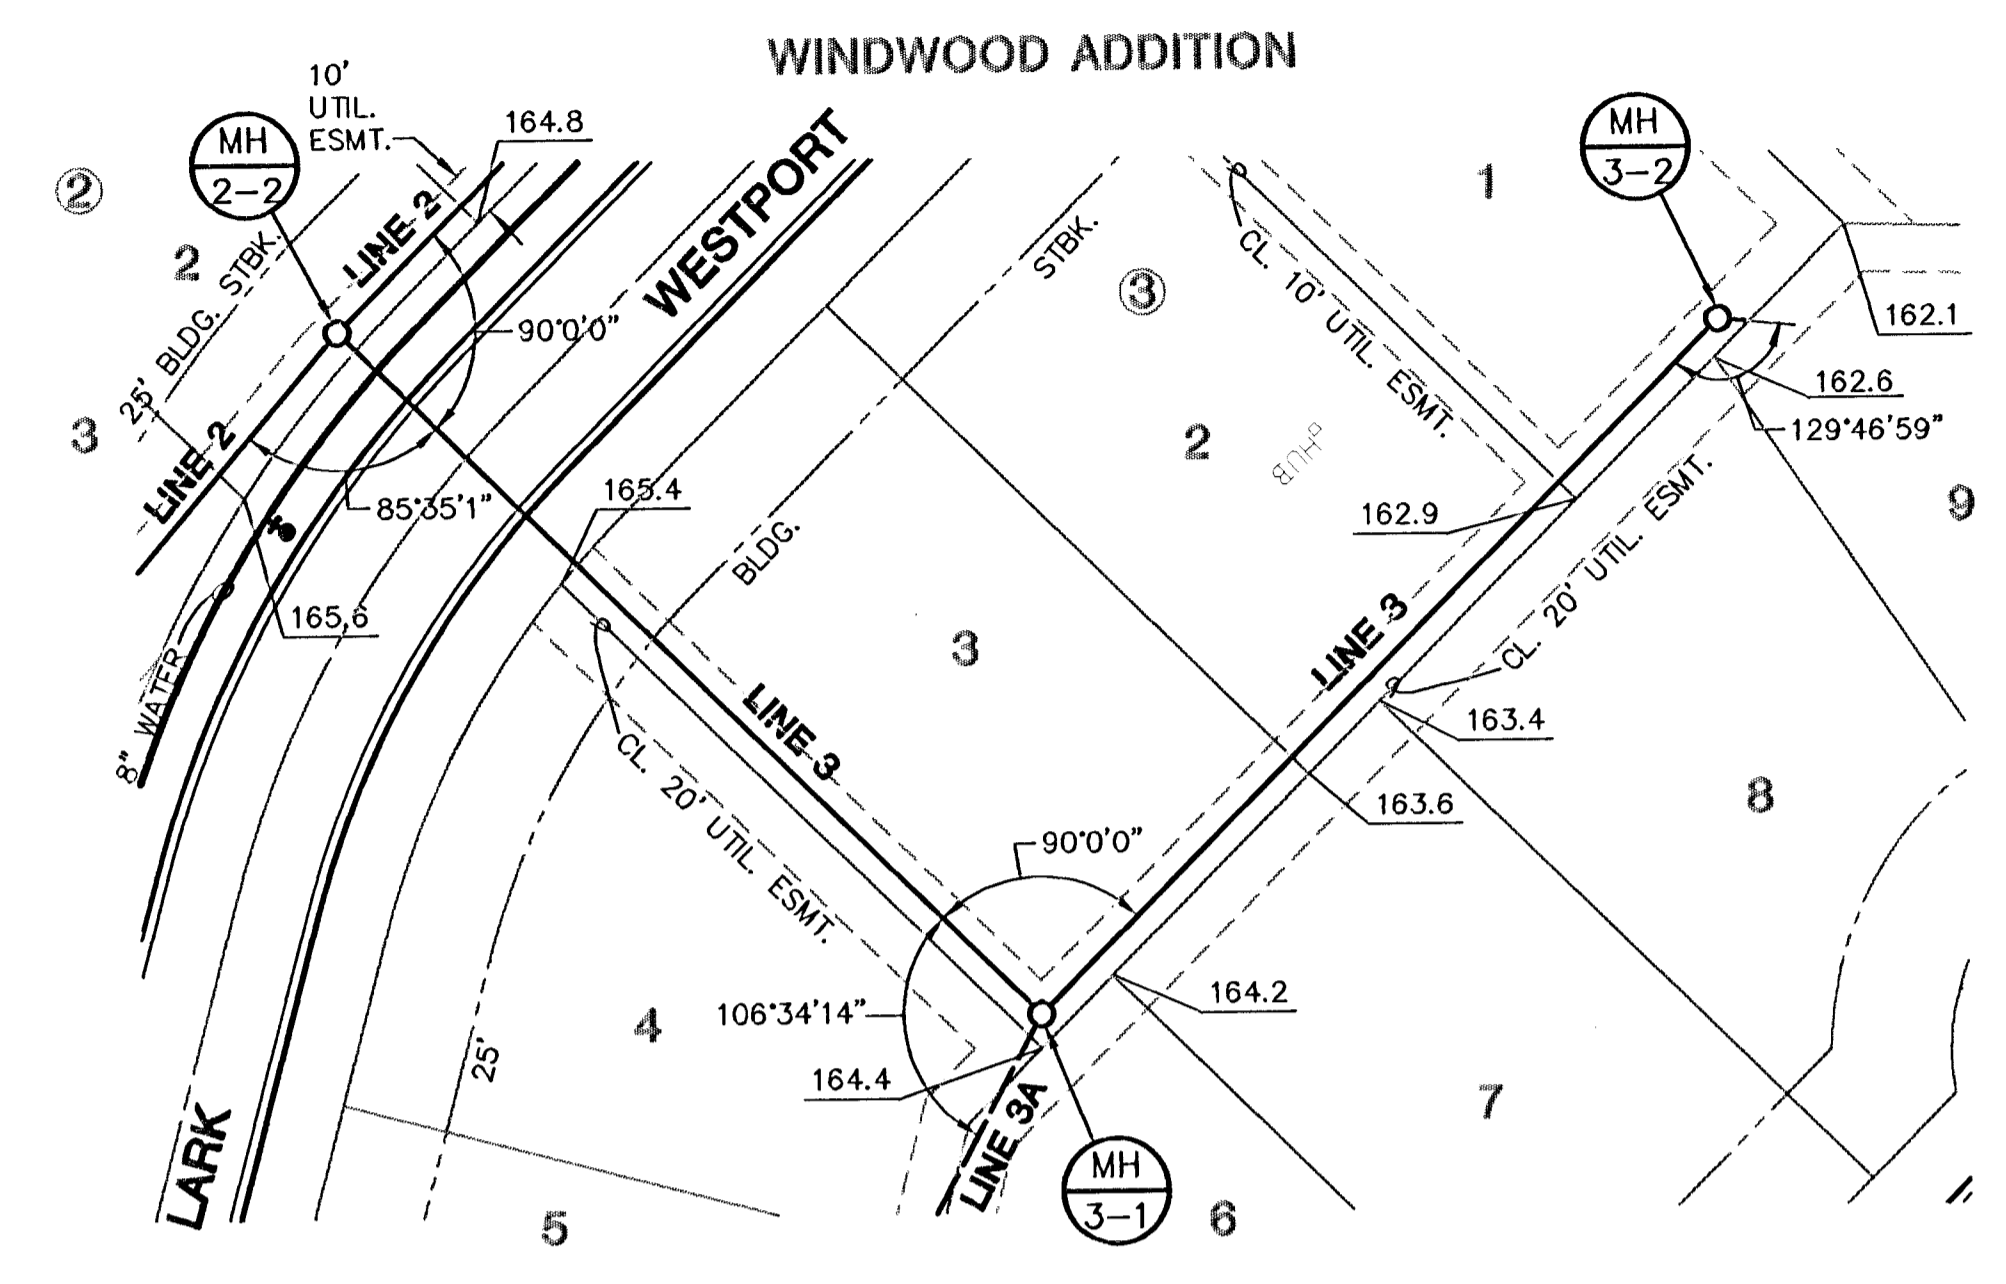 WINDWOOD ADDITION
10'
UTIL.
ESMT.
164.8
MH
2-2
MH
3-2
2
2
1
LINE 2
WESTPORT
STBK.
3
CL. 10' UTIL. ESMT.
25' BLDG. STBK.
90°0'0"
162.1
162.6
129°46'59"
3
LINE 2
2
HUB
85°35'1"
165.4
162.9
9
BLDG.
165.6
CL. 20' UTIL. ESMT.
LINE 3
3
8" WATER
LINE 3
163.4
CL. 20' UTIL. ESMT.
163.6
8
90°0'0"
106°34'14"
164.2
4
25'
164.4
LINE 3A
7
LARK
MH
3-1
5
6